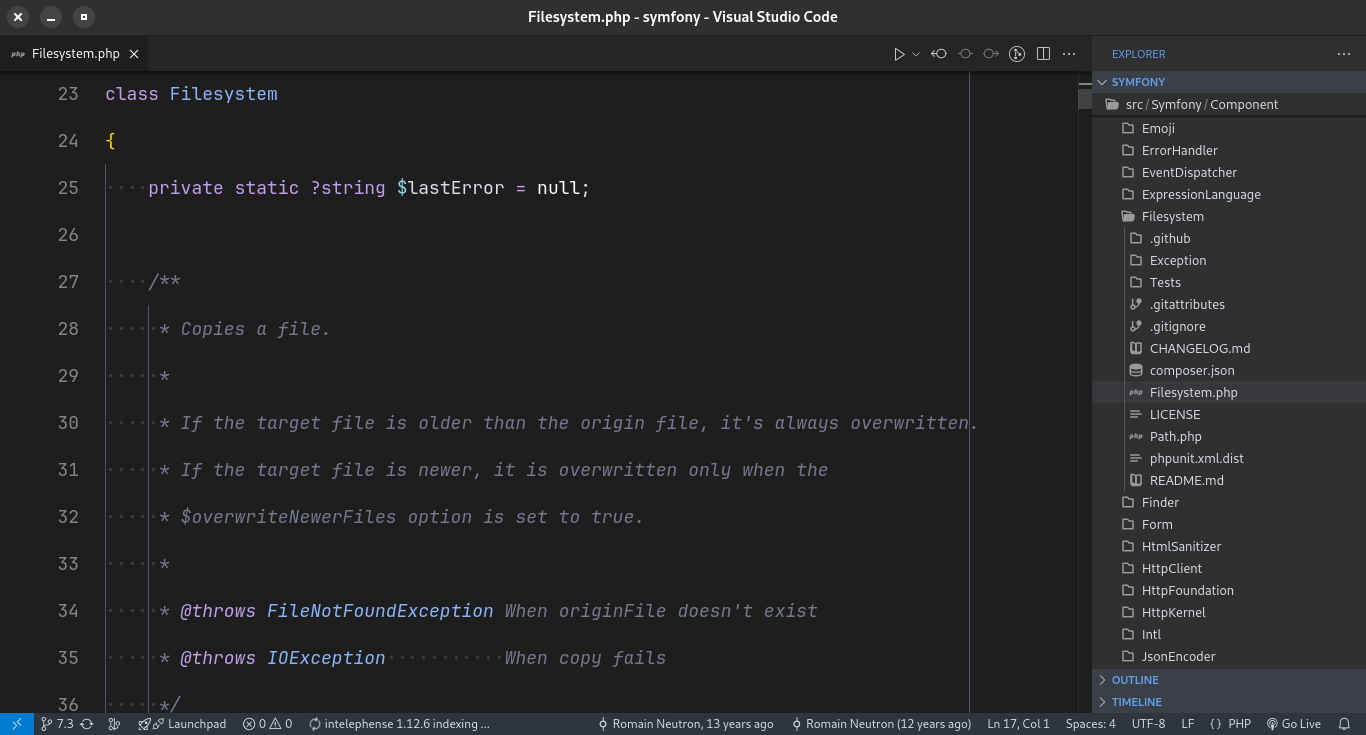 Filesystem.php - symfony - Visual Studio Code
php Filesystem.php
23 class Filesystem
24 {
25 private static ?string $lastError = null;
26
27 /**
28 * Copies a file.
29 *
30 * If the target file is older than the origin file, it's always overwritten.
31 * If the target file is newer, it is overwritten only when the
32 * $overwriteNewerFiles option is set to true.
33 *
34 * @throws FileNotFoundException When originFile doesn't exist
35 * @throws IOException When copy fails
36 */
EXPLORER
SYMFONY
src / Symfony / Component
Emoji
ErrorHandler
EventDispatcher
ExpressionLanguage
Filesystem
.github
Exception
Tests
.gitattributes
.gitignore
CHANGELOG.md
composer.json
php Filesystem.php
LICENSE
php Path.php
phpunit.xml.dist
README.md
Finder
Form
HtmlSanitizer
HttpClient
HttpFoundation
HttpKernel
Intl
JsonEncoder
OUTLINE
TIMELINE
7.3 Launchpad 0 0 intelephense 1.12.6 indexing ... Romain Neutron, 13 years ago Romain Neutron (12 years ago) Ln 17, Col 1 Spaces: 4 UTF-8 LF {} PHP Go Live